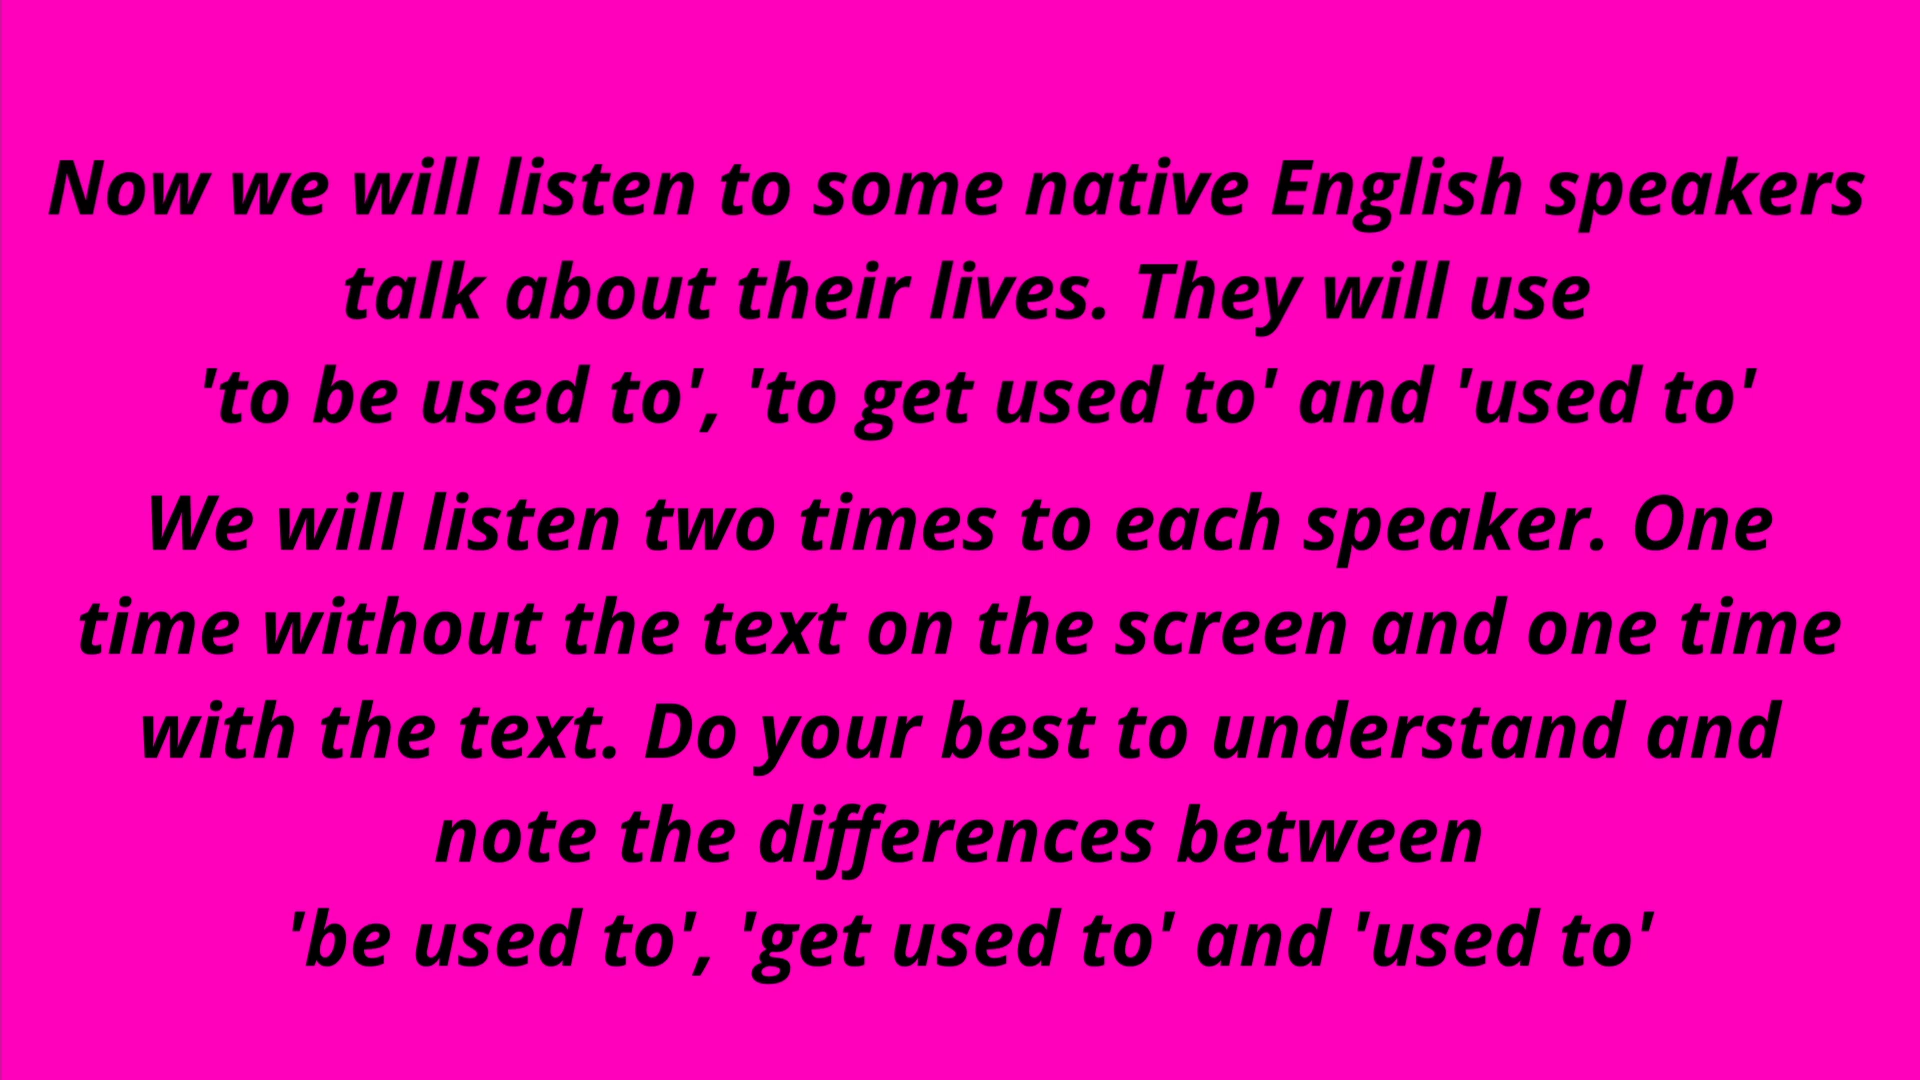 Now we will listen to some native English speakers
talk about their lives. They will use
'to be used to', 'to get used to' and 'used to'
We will listen two times to each speaker. One
time without the text on the screen and one time
with the text. Do your best to understand and
note the differences between
'be used to', 'get used to' and 'used to'